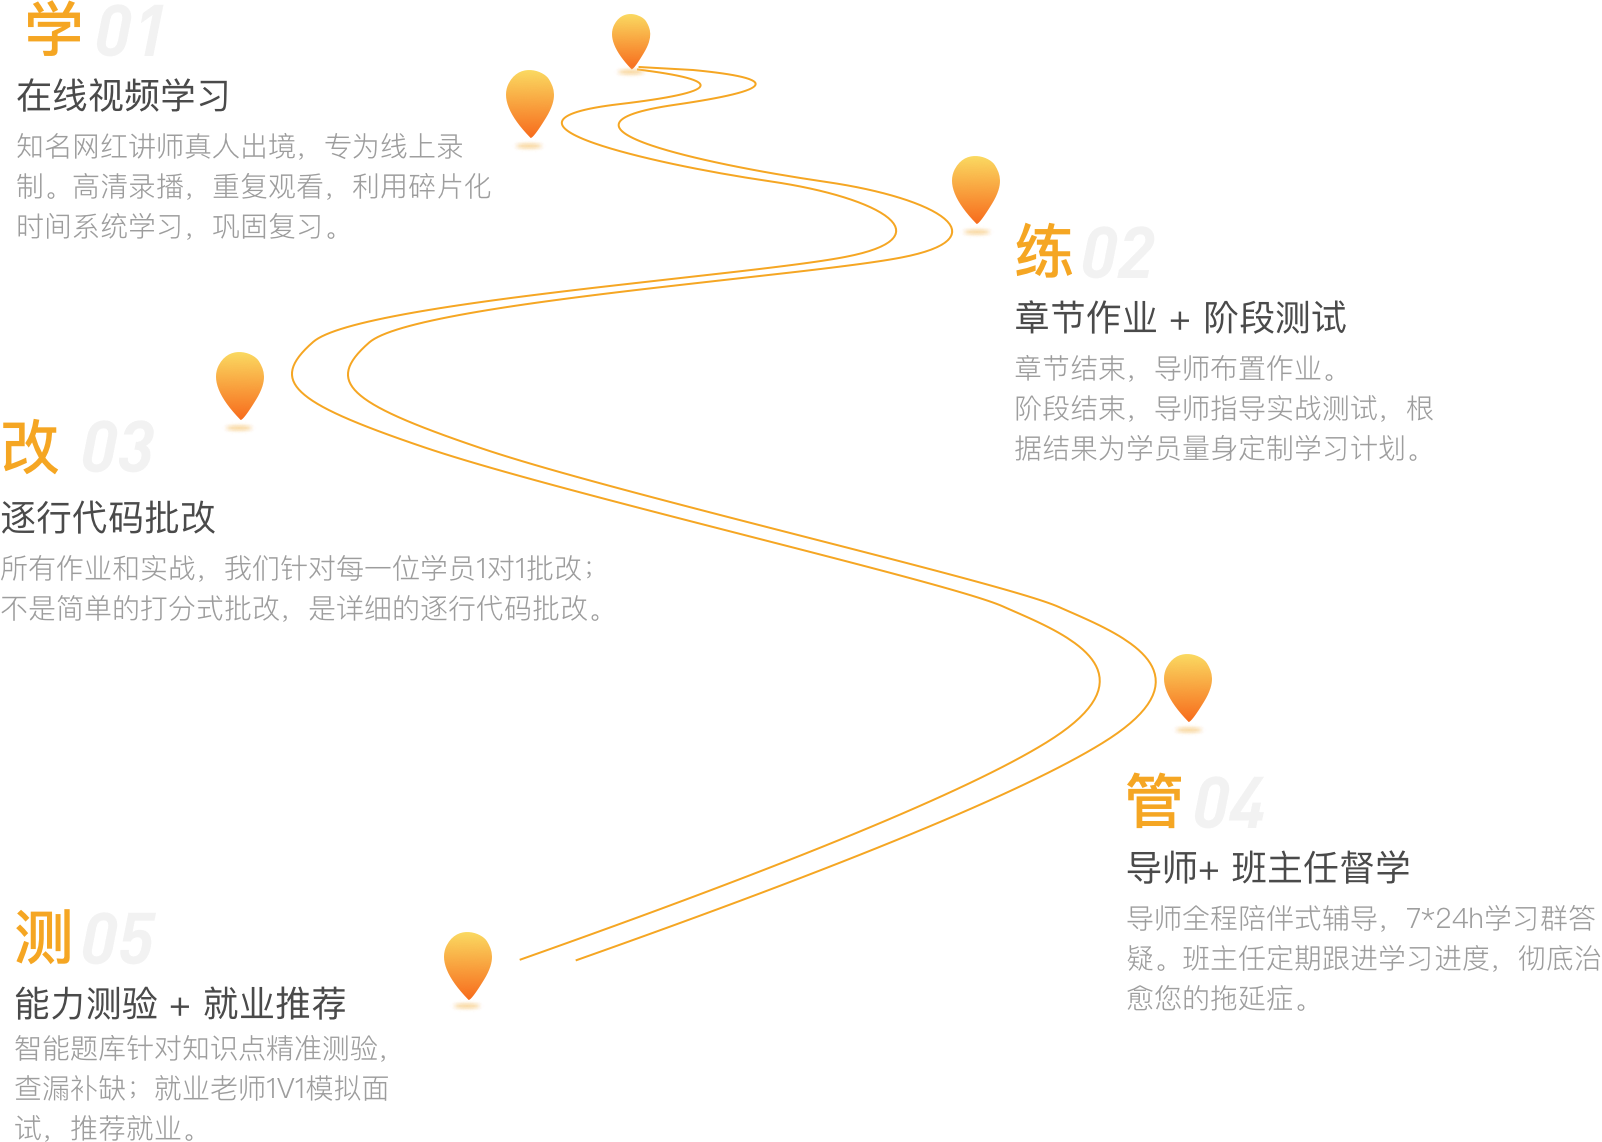 学 01
在线视频学习
知名网红讲师真人出境，专为线上录
制。高清录播，重复观看，利用碎片化
时间系统学习，巩固复习。
练 02
章节作业 + 阶段测试
章节结束，导师布置作业。
阶段结束，导师指导实战测试，根
据结果为学员量身定制学习计划。
改 03
逐行代码批改
所有作业和实战，我们针对每一位学员1对1批改；
不是简单的打分式批改，是详细的逐行代码批改。
管 04
导师+ 班主任督学
导师全程陪伴式辅导，7*24h学习群答
疑。班主任定期跟进学习进度，彻底治
愈您的拖延症。
测 05
能力测验 + 就业推荐
智能题库针对知识点精准测验，
查漏补缺；就业老师1V1模拟面
试，推荐就业。